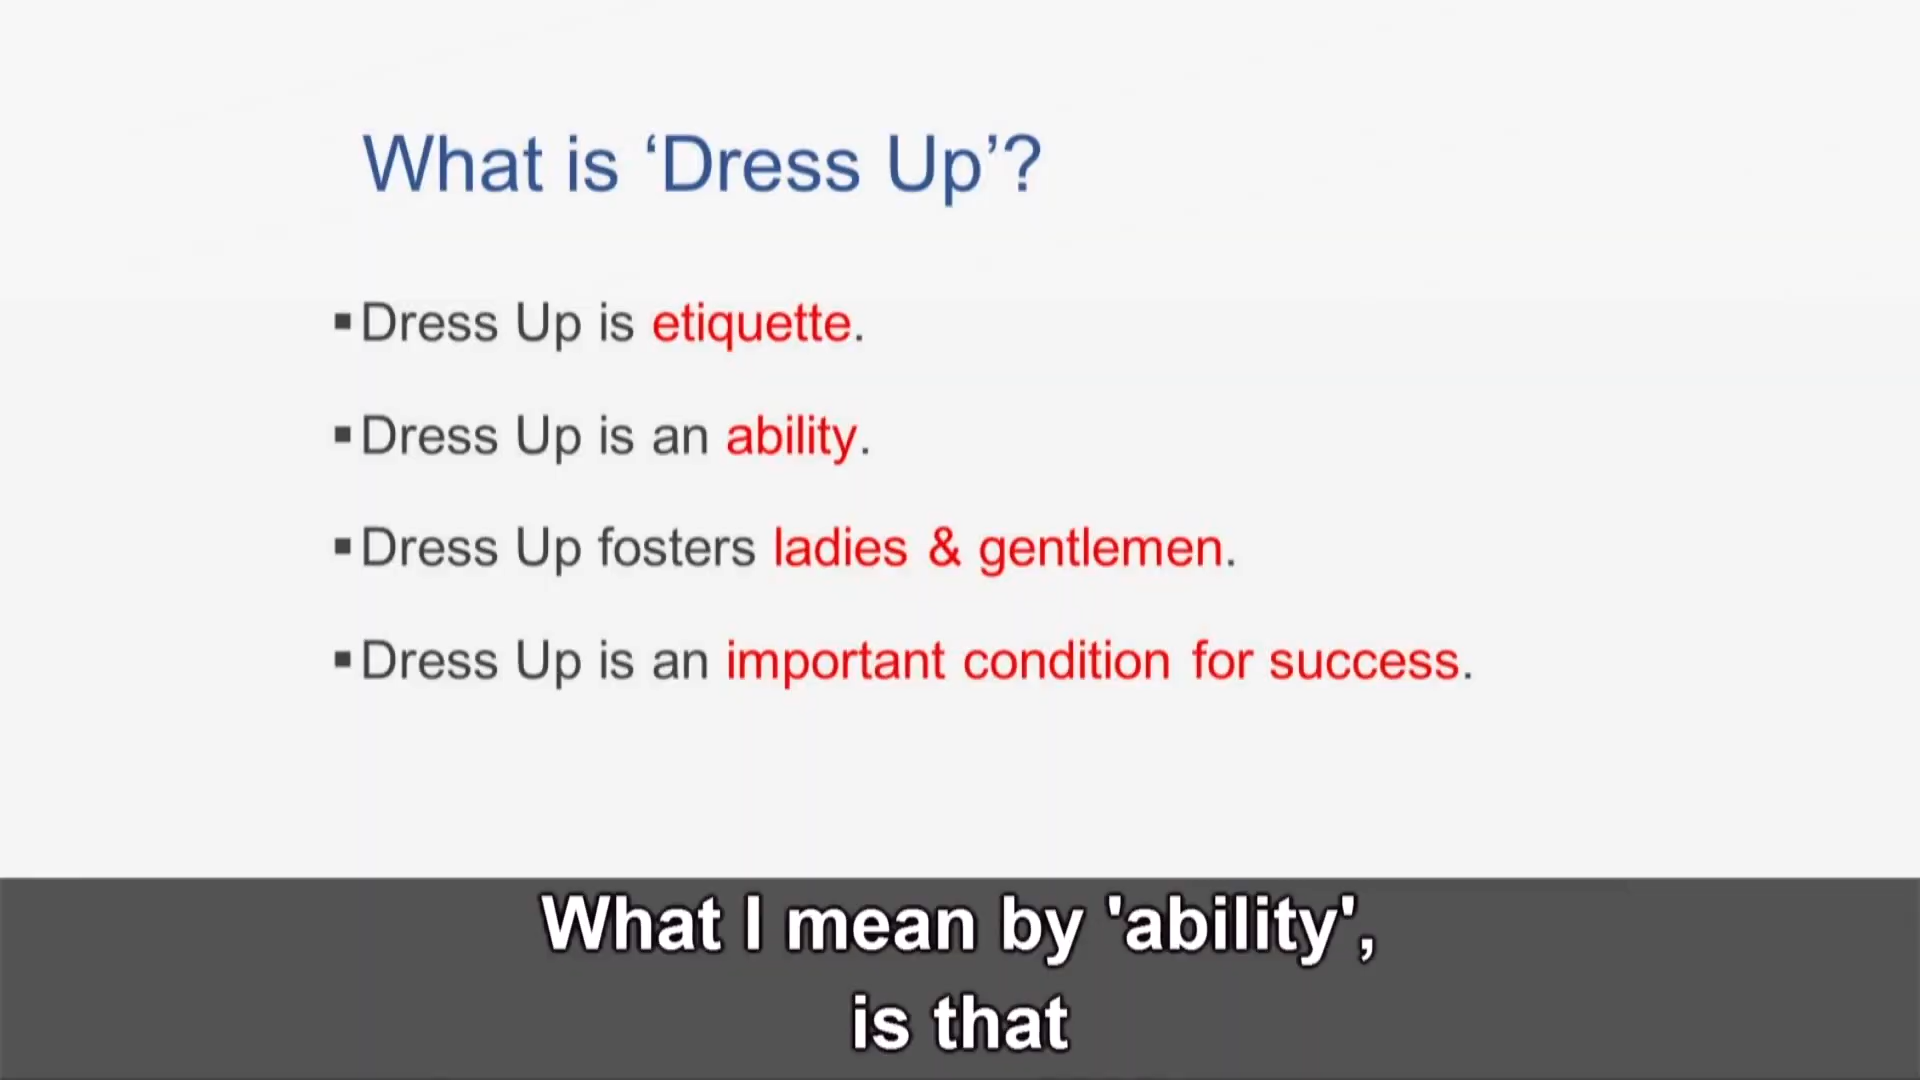 What is ‘Dress Up’?
▪Dress Up is etiquette.
▪Dress Up is an ability.
▪Dress Up fosters ladies & gentlemen.
▪Dress Up is an important condition for success.
What I mean by 'ability',
is that